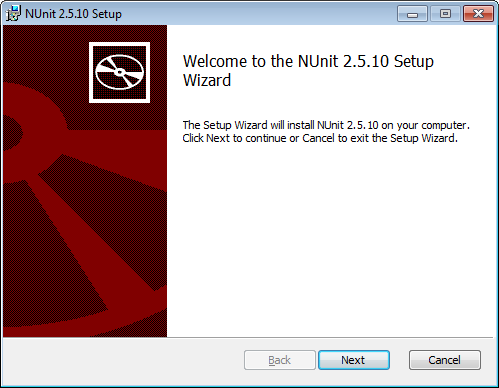 NUnit 2.5.10 Setup
Welcome to the NUnit 2.5.10 Setup
Wizard
The Setup Wizard will install NUnit 2.5.10 on your computer.
Click Next to continue or Cancel to exit the Setup Wizard.
Back Next Cancel